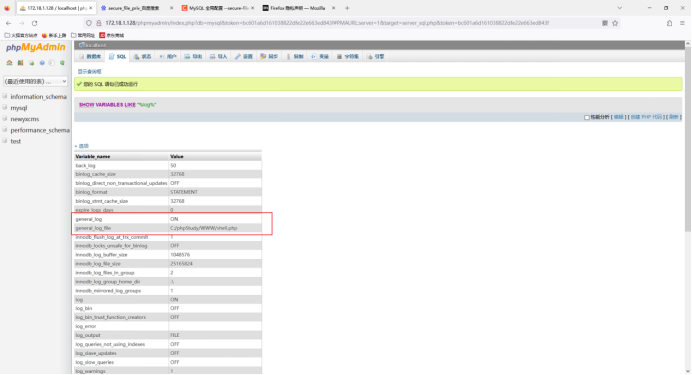 172.18.1.128 / localhost | p
secure_file_priv_百度搜索
MySQL 全局配置 --secure-fil
Firefox 隐私声明 — Mozilla
172.18.1.128/phpmyadmin/index.php?db=mysql&token=
火狐官方站点 新手上路 常用网址 京东商城
phpMyAdmin
localhost
数据库 SQL 状态 用户 导出 导入 设置 同步 复制 变量 字符集 引擎
显示查询框
您的 SQL 语句已成功运行
SHOW VARIABLES LIKE "%log%"
性能分析 [ 编辑 ] [ 创建 PHP 代码 ] [ 刷新 ]
(最近使用的表) ...
information_schema
mysql
newyxcms
performance_schema
test
+ 选项
Variable_name Value
back_log 50
binlog_cache_size 32768
binlog_direct_non_transactional_updates OFF
binlog_format STATEMENT
binlog_stmt_cache_size 32768
expire_logs_days 0
general_log ON
general_log_file C:/phpStudy/WWW/shell.php
innodb_flush_log_at_trx_commit 1
innodb_locks_unsafe_for_binlog OFF
innodb_log_buffer_size 1048576
innodb_log_file_size 25165824
innodb_log_files_in_group 2
innodb_log_group_home_dir .\
innodb_mirrored_log_groups 1
log ON
log_bin OFF
log_bin_trust_function_creators OFF
log_error
log_output FILE
log_queries_not_using_indexes OFF
log_slave_updates OFF
log_slow_queries OFF
log_warnings 1